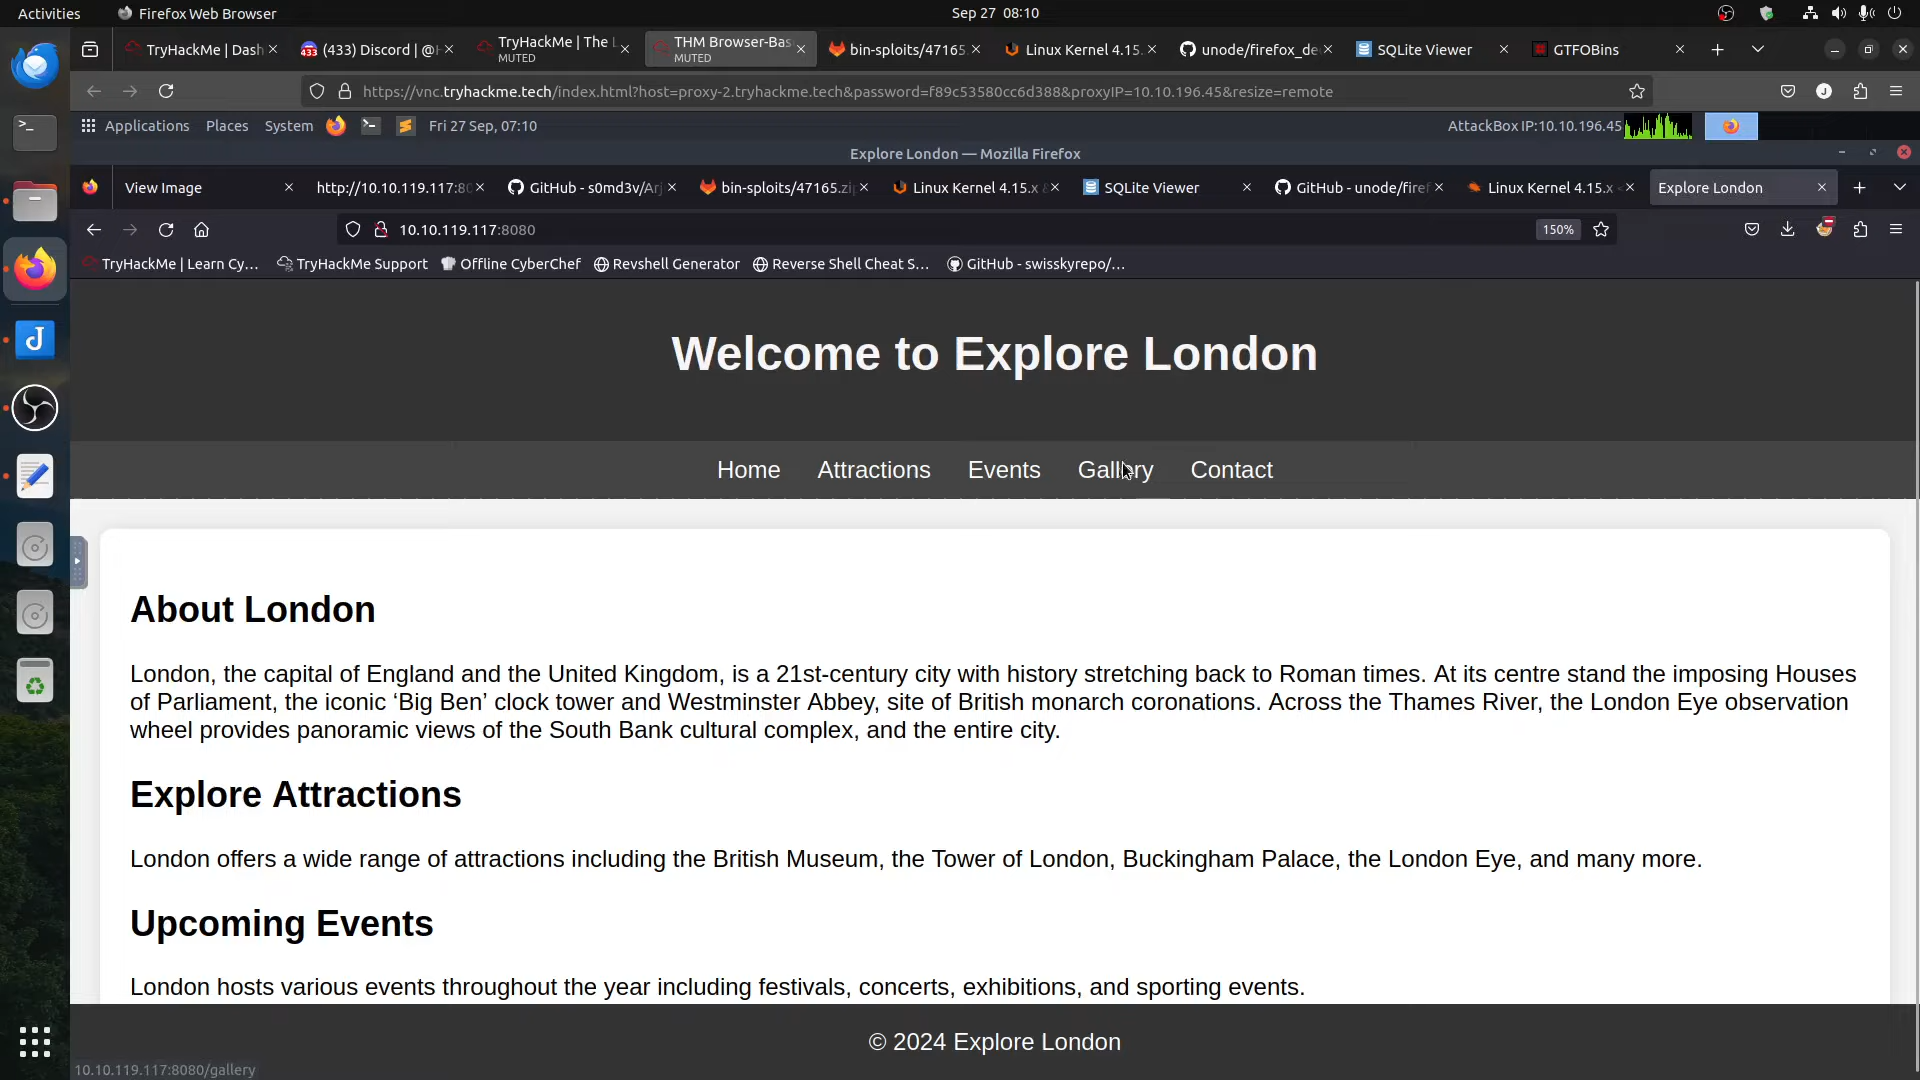 Activities
Firefox Web Browser
Sep 27 08:10
TryHackMe | Dash
(433) Discord | @H
TryHackMe | The L
MUTED
THM Browser-Bas
MUTED
bin-sploits/47165
Linux Kernel 4.15.
unode/firefox_de
SQLite Viewer
GTFOBins
https://vnc.tryhackme.tech/index.html?host=proxy-2.tryhackme.tech&password=f89c53580cc6d388&proxyIP=10.10.196.45&resize=remote
Applications
Places
System
Fri 27 Sep, 07:10
AttackBox IP:10.10.196.45
Explore London — Mozilla Firefox
View Image
http://10.10.119.117:80
GitHub - s0md3v/Arj
bin-sploits/47165.zi
Linux Kernel 4.15.x
SQLite Viewer
GitHub - unode/firef
Linux Kernel 4.15.x <
Explore London
10.10.119.117:8080
150%
TryHackMe | Learn Cy...
TryHackMe Support
Offline CyberChef
Revshell Generator
Reverse Shell Cheat S...
GitHub - swisskyrepo/...
Welcome to Explore London
Home
Attractions
Events
Gallery
Contact
About London
London, the capital of England and the United Kingdom, is a 21st-century city with history stretching back to Roman times. At its centre stand the imposing Houses
of Parliament, the iconic ‘Big Ben’ clock tower and Westminster Abbey, site of British monarch coronations. Across the Thames River, the London Eye observation
wheel provides panoramic views of the South Bank cultural complex, and the entire city.
Explore Attractions
London offers a wide range of attractions including the British Museum, the Tower of London, Buckingham Palace, the London Eye, and many more.
Upcoming Events
London hosts various events throughout the year including festivals, concerts, exhibitions, and sporting events.
© 2024 Explore London
10.10.119.117:8080/gallery